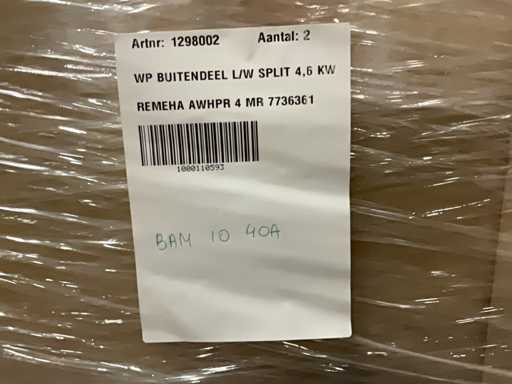 Artnr: 1298002 Aantal: 2
WP BUITENDEEL L/W SPLIT 4,6 KW
REMEHA AWHPR 4 MR 7736361
1000110593
BAM 10 40A